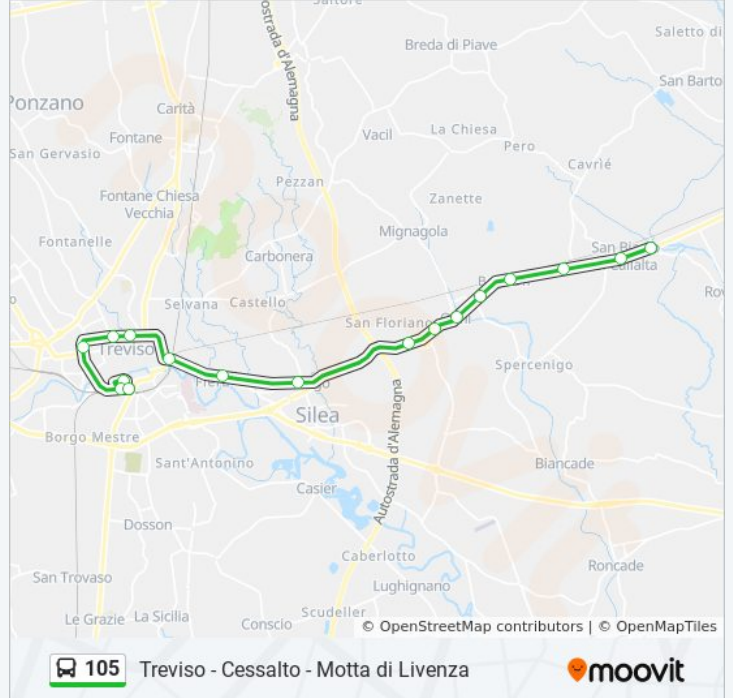 Saltore
Saletto di
Breda di Piave
Autostrada d'Alemagna
San Barto
Ponzano
Carità
Vacil
La Chiesa
Fontane
Pero
San Gervasio
Cavriè
Pezzan
Fontane Chiesa
Vecchia
Zanette
Mignagola
Fontanelle
Carbonera
San Bi
Callalta
Selvana
Castello
San Floriano
Treviso
Spercenigo
Silea
Borgo Mestre
Autostrada d'Alemagna
Sant'Antonino
Biancade
Casier
Dosson
Caberlotto
Roncade
San Trovaso
Lughignano
Le Grazie
La Sicilia
Scudeller
Conscio
© OpenStreetMap contributors | © OpenMapTiles
105
Treviso - Cessalto - Motta di Livenza
moovit